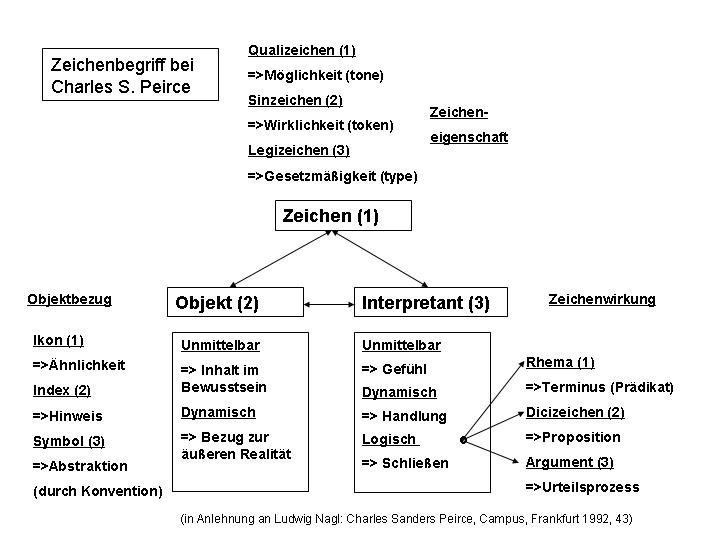 Zeichenbegriff bei
Charles S. Peirce
Qualizeichen (1)
=>Möglichkeit (tone)
Sinzeichen (2)
=>Wirklichkeit (token)
Legizeichen (3)
=>Gesetzmäßigkeit (type)
Zeichen-
eigenschaft
Zeichen (1)
Objektbezug
Objekt (2)
Interpretant (3)
Zeichenwirkung
Ikon (1)
=>Ähnlichkeit
Index (2)
=>Hinweis
Symbol (3)
=>Abstraktion
(durch Konvention)
Unmittelbar
=> Inhalt im
Bewusstsein
Dynamisch
=> Bezug zur
äußeren Realität
Unmittelbar
=> Gefühl
Dynamisch
=> Handlung
Logisch
=> Schließen
Rhema (1)
=>Terminus (Prädikat)
Dicizeichen (2)
=>Proposition
Argument (3)
=>Urteilsprozess
(in Anlehnung an Ludwig Nagl: Charles Sanders Peirce, Campus, Frankfurt 1992, 43)